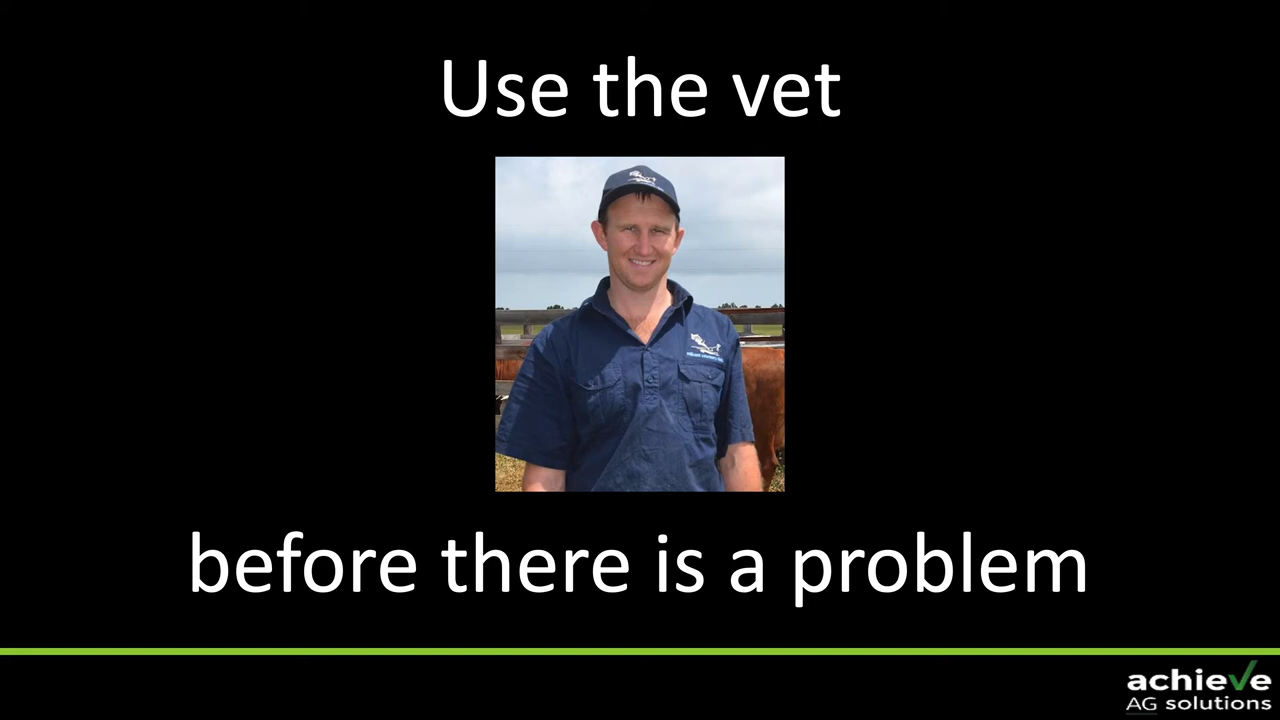 Use the vet
before there is a problem
achieve
AG solutions